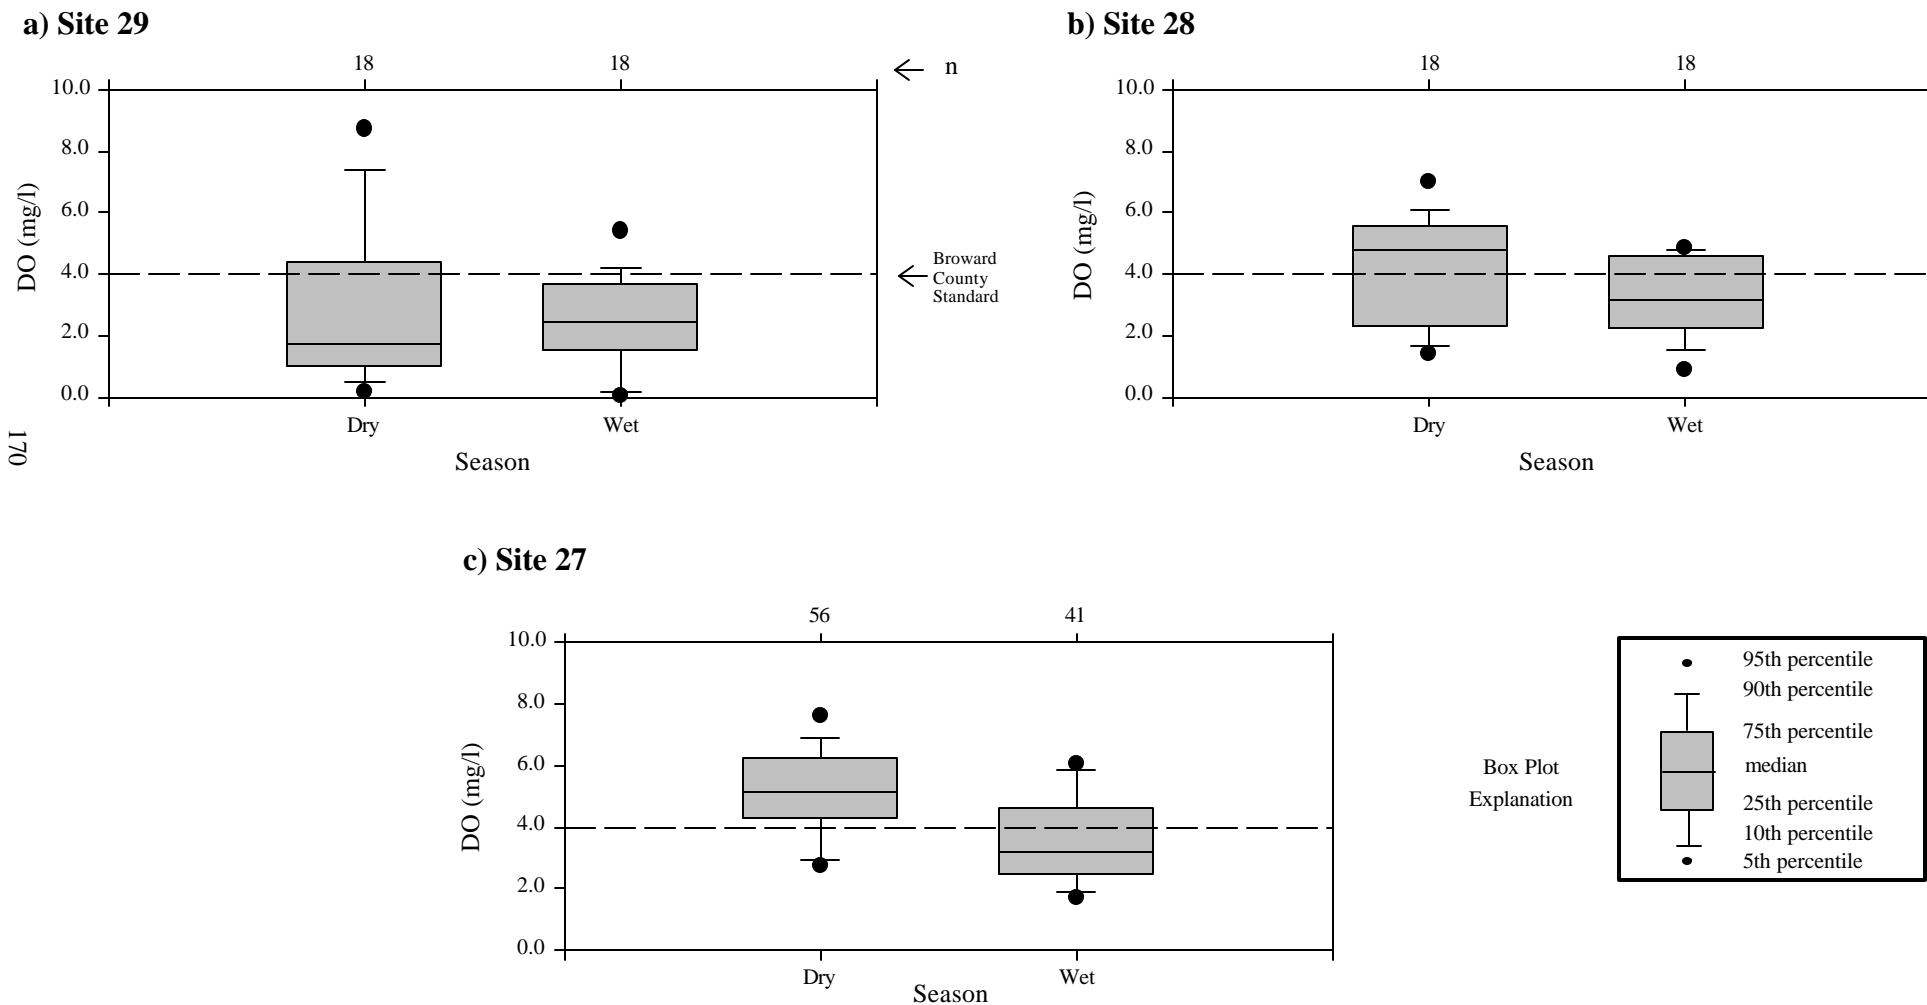 a) Site 29
18 18
n
10.0
8.0
6.0
4.0
2.0
0.0
DO (mg/l)
Dry Wet
Season
Broward
County
Standard
b) Site 28
18 18
10.0
8.0
6.0
4.0
2.0
0.0
DO (mg/l)
Dry Wet
Season
170
c) Site 27
56 41
10.0
8.0
6.0
4.0
2.0
0.0
DO (mg/l)
Dry Wet
Season
Box Plot
Explanation
95th percentile
90th percentile
75th percentile
median
25th percentile
10th percentile
5th percentile